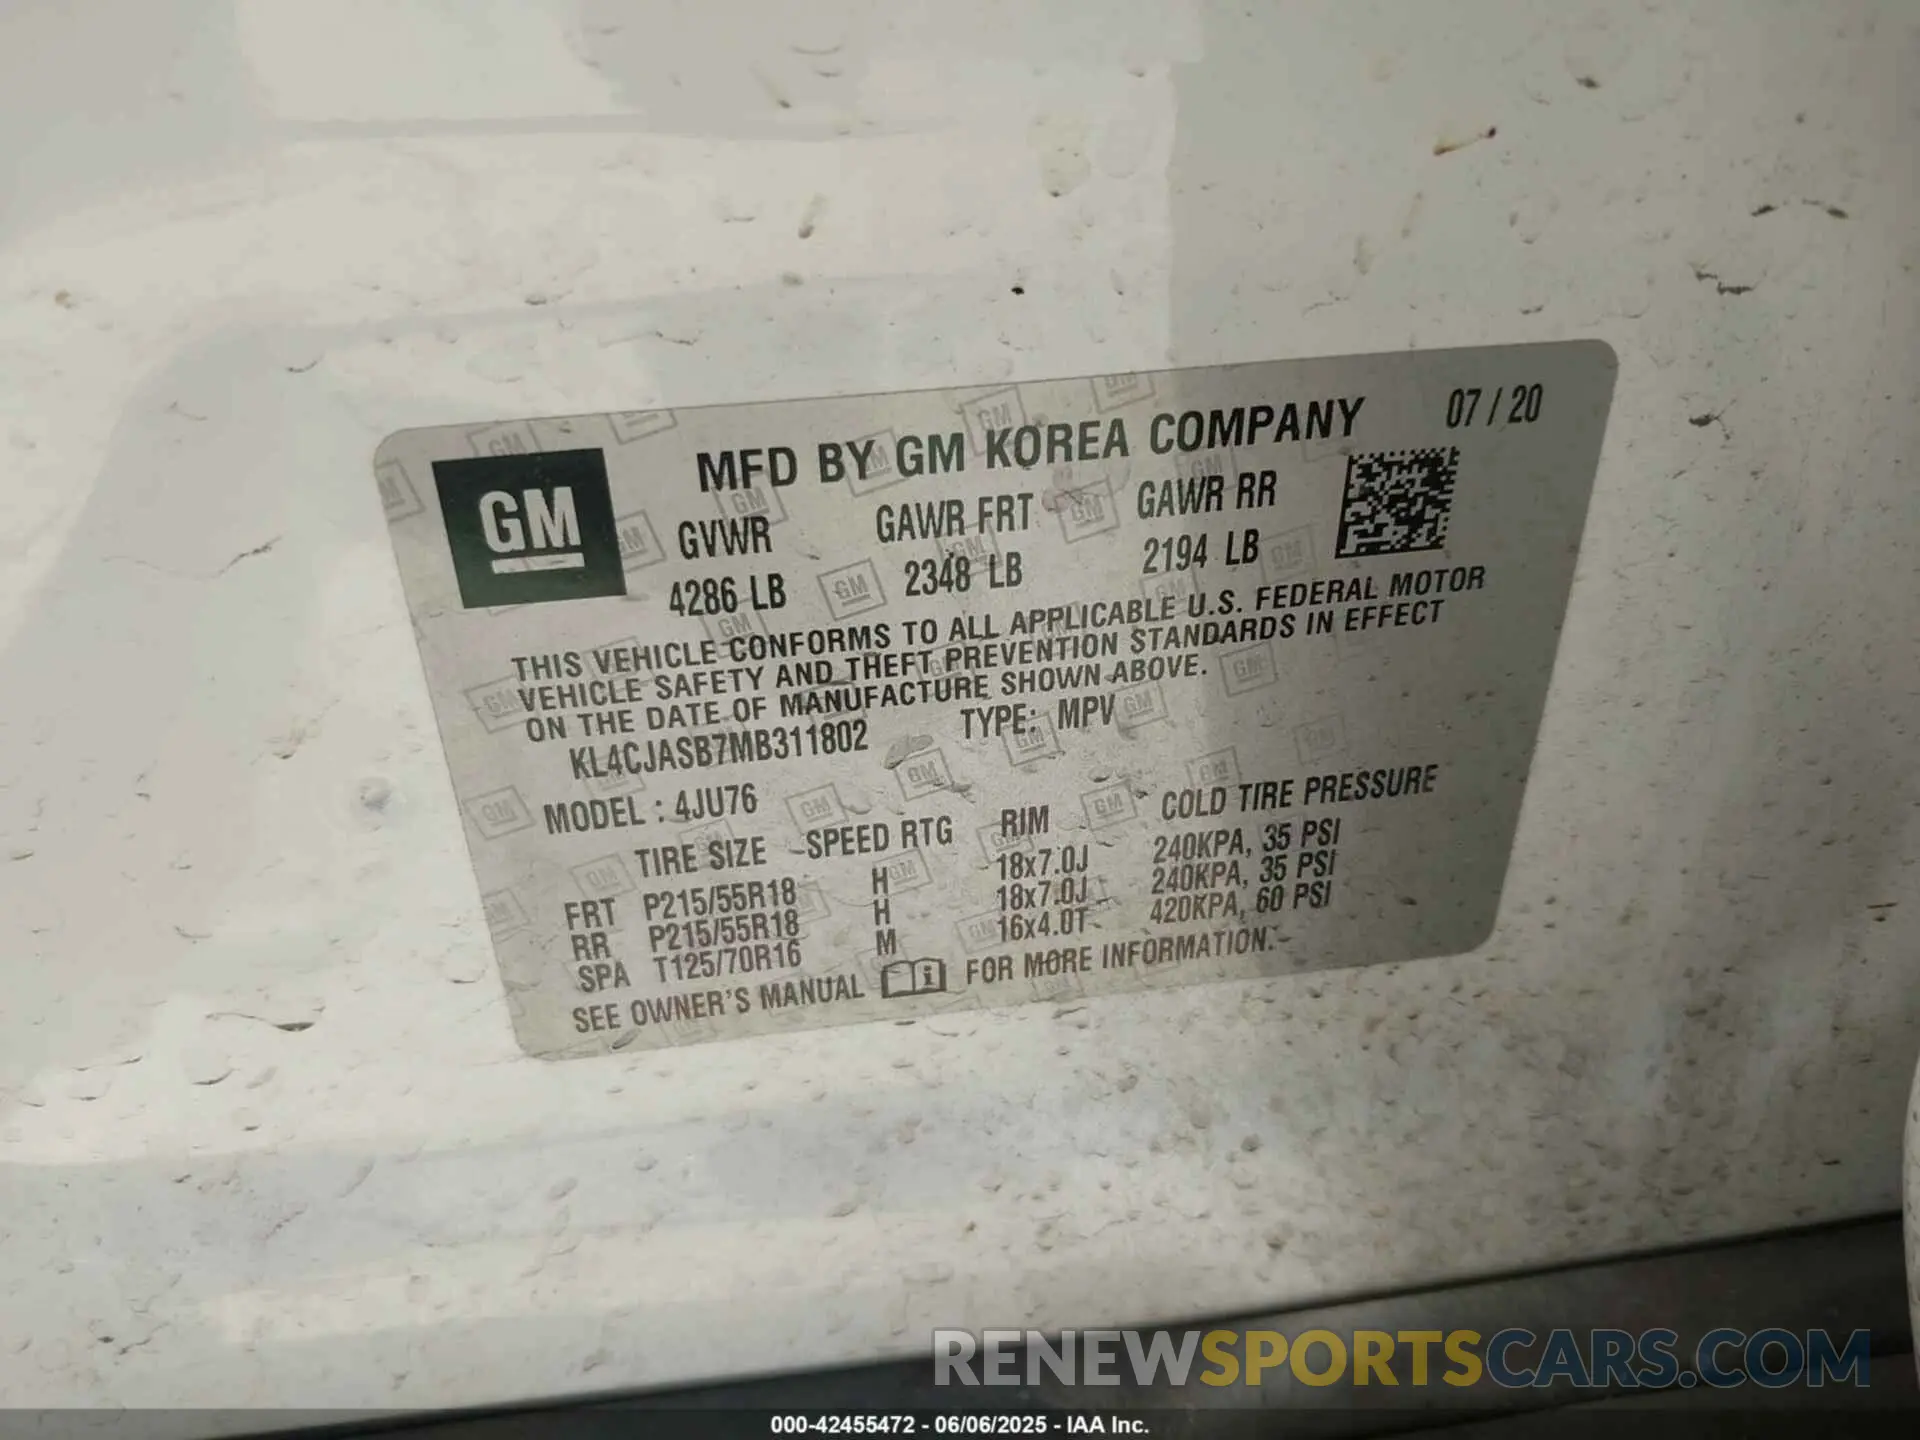 MFD BY GM KOREA COMPANY 07 / 20
GM
GVWR GAWR FRT GAWR RR
4286 LB 2348 LB 2194 LB
THIS VEHICLE CONFORMS TO ALL APPLICABLE U.S. FEDERAL MOTOR
VEHICLE SAFETY AND THEFT PREVENTION STANDARDS IN EFFECT
ON THE DATE OF MANUFACTURE SHOWN ABOVE.
KL4CJASB7MB311802 TYPE: MPV
MODEL : 4JU76
TIRE SIZE SPEED RTG RIM COLD TIRE PRESSURE
FRT P215/55R18 H 18x7.0J 240KPA, 35 PSI
RR P215/55R18 H 18x7.0J 240KPA, 35 PSI
SPA T125/70R16 M 16x4.0T 420KPA, 60 PSI
SEE OWNER'S MANUAL FOR MORE INFORMATION.
RENEWSPORTSCARS.COM
000-42455472 - 06/06/2025 - IAA Inc.